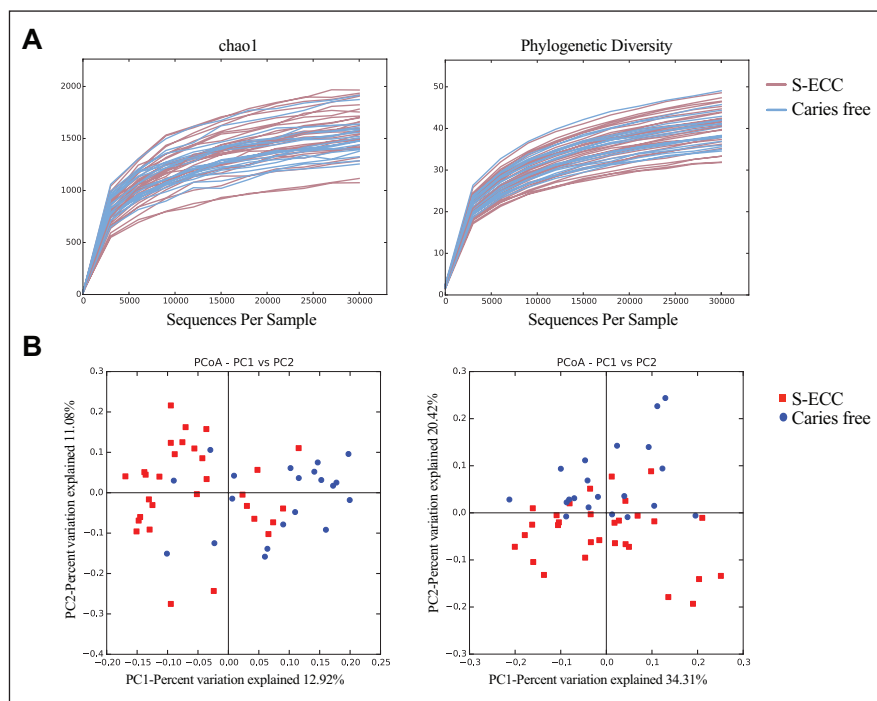 A
chao1
Phylogenetic Diversity
S-ECC
Caries free
2000
1500
1000
500
0
0 5000 10000 15000 20000 25000 30000
Sequences Per Sample
50
40
30
20
10
0
0 5000 10000 15000 20000 25000 30000
Sequences Per Sample
B
PCoA - PC1 vs PC2
PC2-Percent variation explained 11.08%
0.3
0.2
0.1
0.0
−0.1
−0.2
−0.3
−0.4
−0.20 −0.15 −0.10 −0.05 0.00 0.05 0.10 0.15 0.20 0.25
PC1-Percent variation explained 12.92%
PCoA - PC1 vs PC2
PC2-Percent variation explained 20.42%
0.3
0.2
0.1
0.0
−0.1
−0.2
−0.3
−0.3 −0.2 −0.1 0.0 0.1 0.2 0.3
PC1-Percent variation explained 34.31%
S-ECC
Caries free